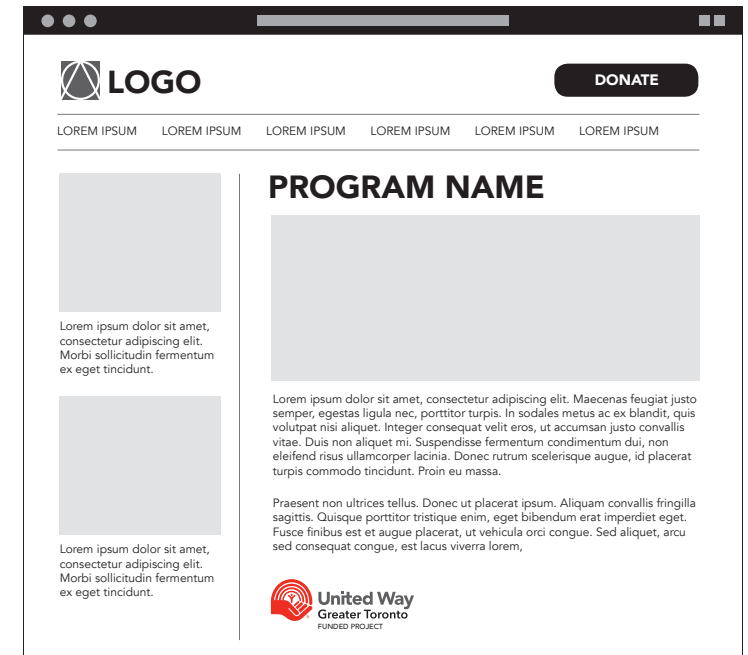 LOGO
DONATE
LOREM IPSUM LOREM IPSUM LOREM IPSUM LOREM IPSUM LOREM IPSUM LOREM IPSUM
Lorem ipsum dolor sit amet,
consectetur adipiscing elit.
Morbi sollicitudin fermentum
ex eget tincidunt.
Lorem ipsum dolor sit amet,
consectetur adipiscing elit.
Morbi sollicitudin fermentum
ex eget tincidunt.
PROGRAM NAME
Lorem ipsum dolor sit amet, consectetur adipiscing elit. Maecenas feugiat justo
semper, egestas ligula nec, porttitor turpis. In sodales metus ac ex blandit, quis
volutpat nisi aliquet. Integer consequat velit eros, ut accumsan justo convallis
vitae. Duis non aliquet mi. Suspendisse fermentum condimentum dui, non
eleifend risus ullamcorper lacinia. Donec rutrum scelerisque augue, id placerat
turpis commodo tincidunt. Proin eu massa.
Praesent non ultrices tellus. Donec ut placerat ipsum. Aliquam convallis fringilla
sagittis. Quisque porttitor tristique enim, eget bibendum erat imperdiet eget.
Fusce finibus est et augue placerat, ut vehicula orci congue. Sed aliquet, arcu
sed consequat congue, est lacus viverra lorem,
United Way
Greater Toronto
FUNDED PROJECT